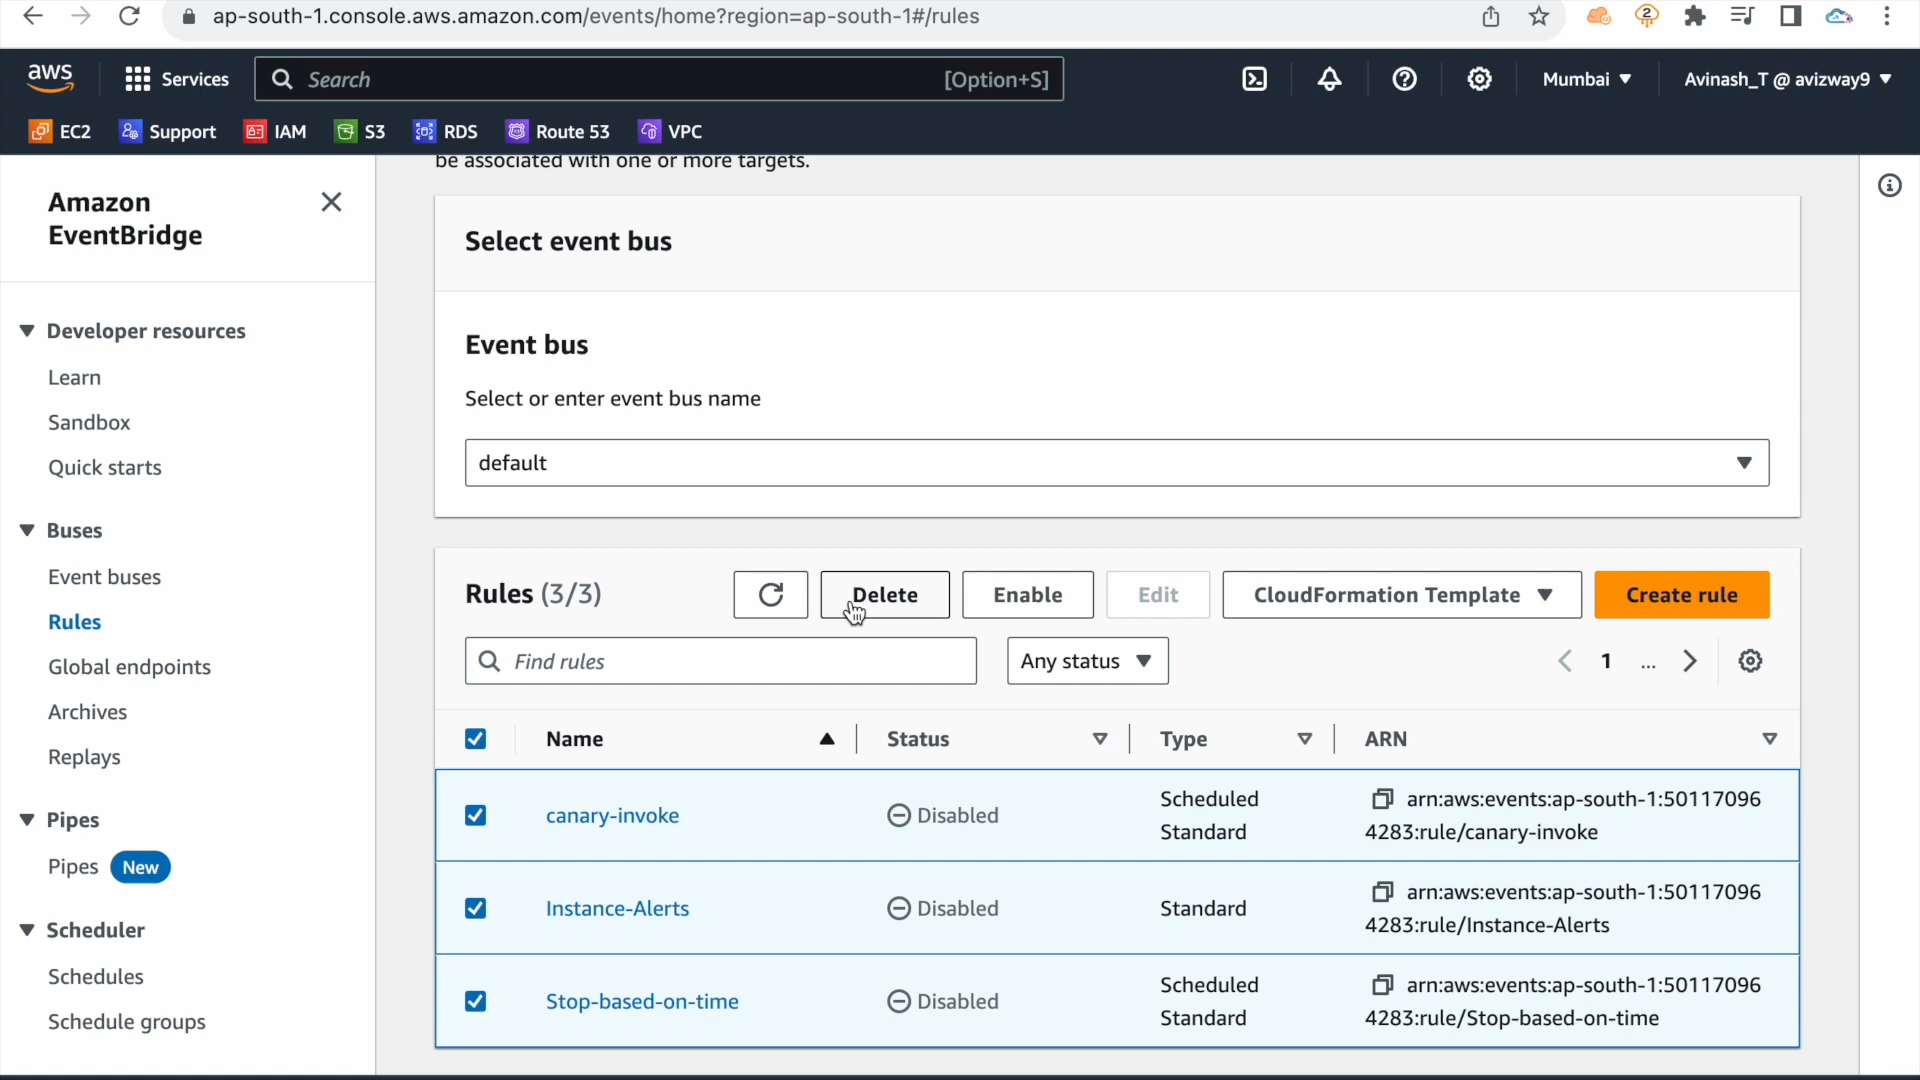 ap-south-1.console.aws.amazon.com/events/home?region=ap-south-1#/rules
2
aws
Services
Search
[Option+S]
Mumbai
Avinash_T @ avizway9
EC2
Support
IAM
S3
RDS
Route 53
VPC
Amazon
EventBridge
Developer resources
Learn
Sandbox
Quick starts
Buses
Event buses
Rules
Global endpoints
Archives
Replays
Pipes
Pipes New
Scheduler
Schedules
Schedule groups
be associated with one or more targets.
Select event bus
Event bus
Select or enter event bus name
default
Rules (3/3)
Delete
Enable
Edit
CloudFormation Template
Create rule
Find rules
Any status
1 ...
Name
Status
Type
ARN
canary-invoke
Disabled
Scheduled
Standard
arn:aws:events:ap-south-1:50117096
4283:rule/canary-invoke
Instance-Alerts
Disabled
Standard
arn:aws:events:ap-south-1:50117096
4283:rule/Instance-Alerts
Stop-based-on-time
Disabled
Scheduled
Standard
arn:aws:events:ap-south-1:50117096
4283:rule/Stop-based-on-time